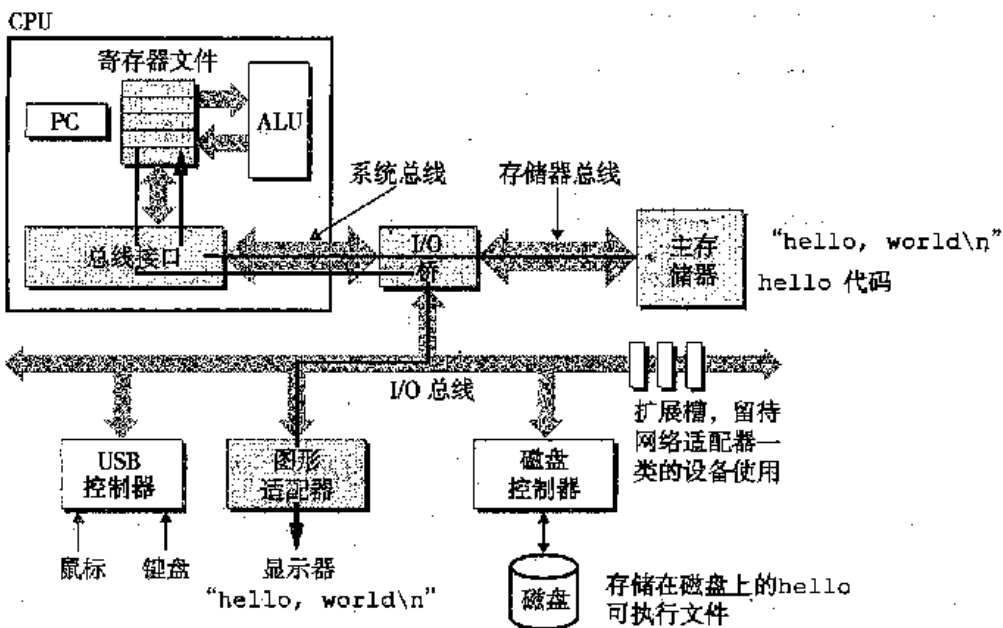 CPU
寄存器文件
PC
ALU
系统总线
存储器总线
总线接口
I/O
桥
主存
储器
“hello, world\n”
hello 代码
I/O 总线
扩展槽，留待
网络适配器一
类的设备使用
USB
控制器
图形
适配器
磁盘
控制器
鼠标
键盘
显示器
“hello, world\n”
磁盘
存储在磁盘上的hello
可执行文件